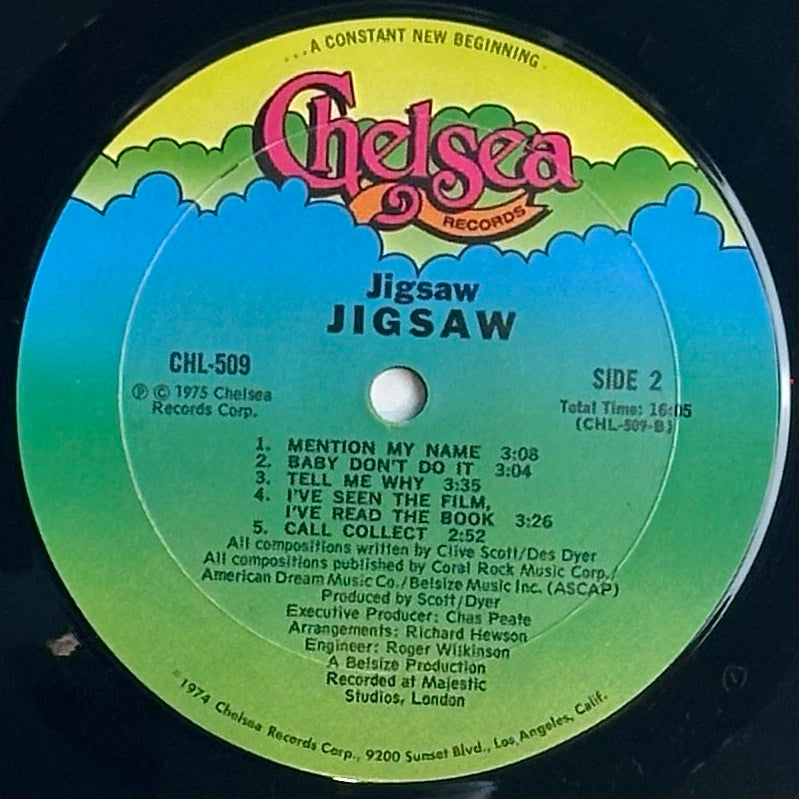 ...A CONSTANT NEW BEGINNING.
Chelsea
RECORDS
Jigsaw
JIGSAW
CHL-509
Ⓟ © 1975 Chelsea
Records Corp.
SIDE 2
Total Time: 16:05
(CHL-509-B)
1. MENTION MY NAME 3:08
2. BABY DON'T DO IT 3:04
3. TELL ME WHY 3:35
4. I'VE SEEN THE FILM,
I'VE READ THE BOOK 3:26
5. CALL COLLECT 2:52
All compositions written by Clive Scott/Des Dyer
All compositions published by Coral Rock Music Corp./
American Dream Music Co./Belsize Music Inc. (ASCAP)
Produced by Scott/Dyer
Executive Producer: Chas Peate
Arrangements: Richard Hewson
Engineer: Roger Wilkinson
A Belsize Production
Recorded at Majestic
Studios, London
1974 Chelsea Records Corp., 9200 Sunset Blvd., Los Angeles, Calif.